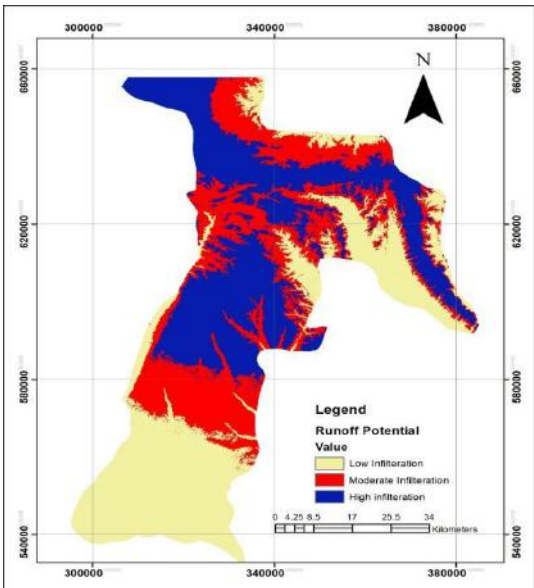 300000 340000 380000
N
660000 660000
620000 620000
580000 580000
540000 540000
Legend
Runoff Potential
Value
Low Infilteration
Moderate Infilteration
High infilteration
0 4.25 8.5 17 25.5 34
Kilometers
300000 340000 380000